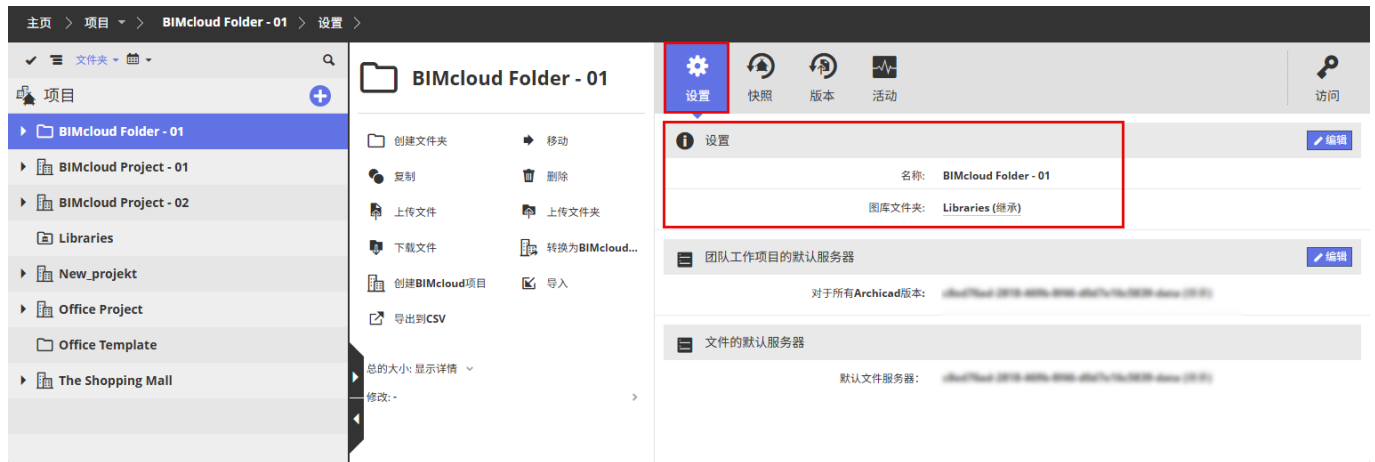 主页 > 项目 > BIMcloud Folder - 01 > 设置 >
文件夹
项目
BIMcloud Folder - 01
BIMcloud Project - 01
BIMcloud Project - 02
Libraries
New_projekt
Office Project
Office Template
The Shopping Mall
BIMcloud Folder - 01
创建文件夹 移动
复制 删除
上传文件 上传文件夹
下载文件 转换为BIMcloud...
创建BIMcloud项目 导入
导出到CSV
总的大小: 显示详情
修改: -
设置 快照 版本 活动 访问
设置 编辑
名称: BIMcloud Folder - 01
图库文件夹: Libraries (继承)
团队工作项目的默认服务器 编辑
对于所有Archicad版本:
文件的默认服务器
默认文件服务器: